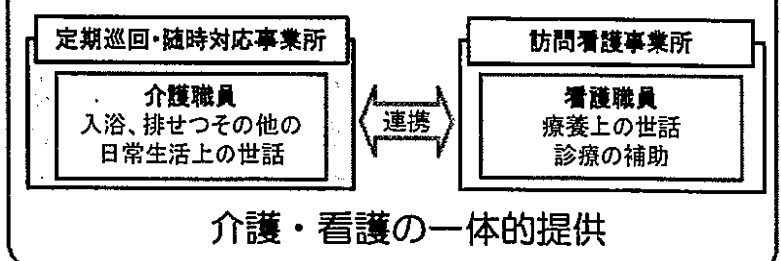 定期巡回・随時対応事業所
介護職員
入浴、排せつその他の
日常生活上の世話
連携
訪問看護事業所
看護職員
療養上の世話
診療の補助
介護・看護の一体的提供